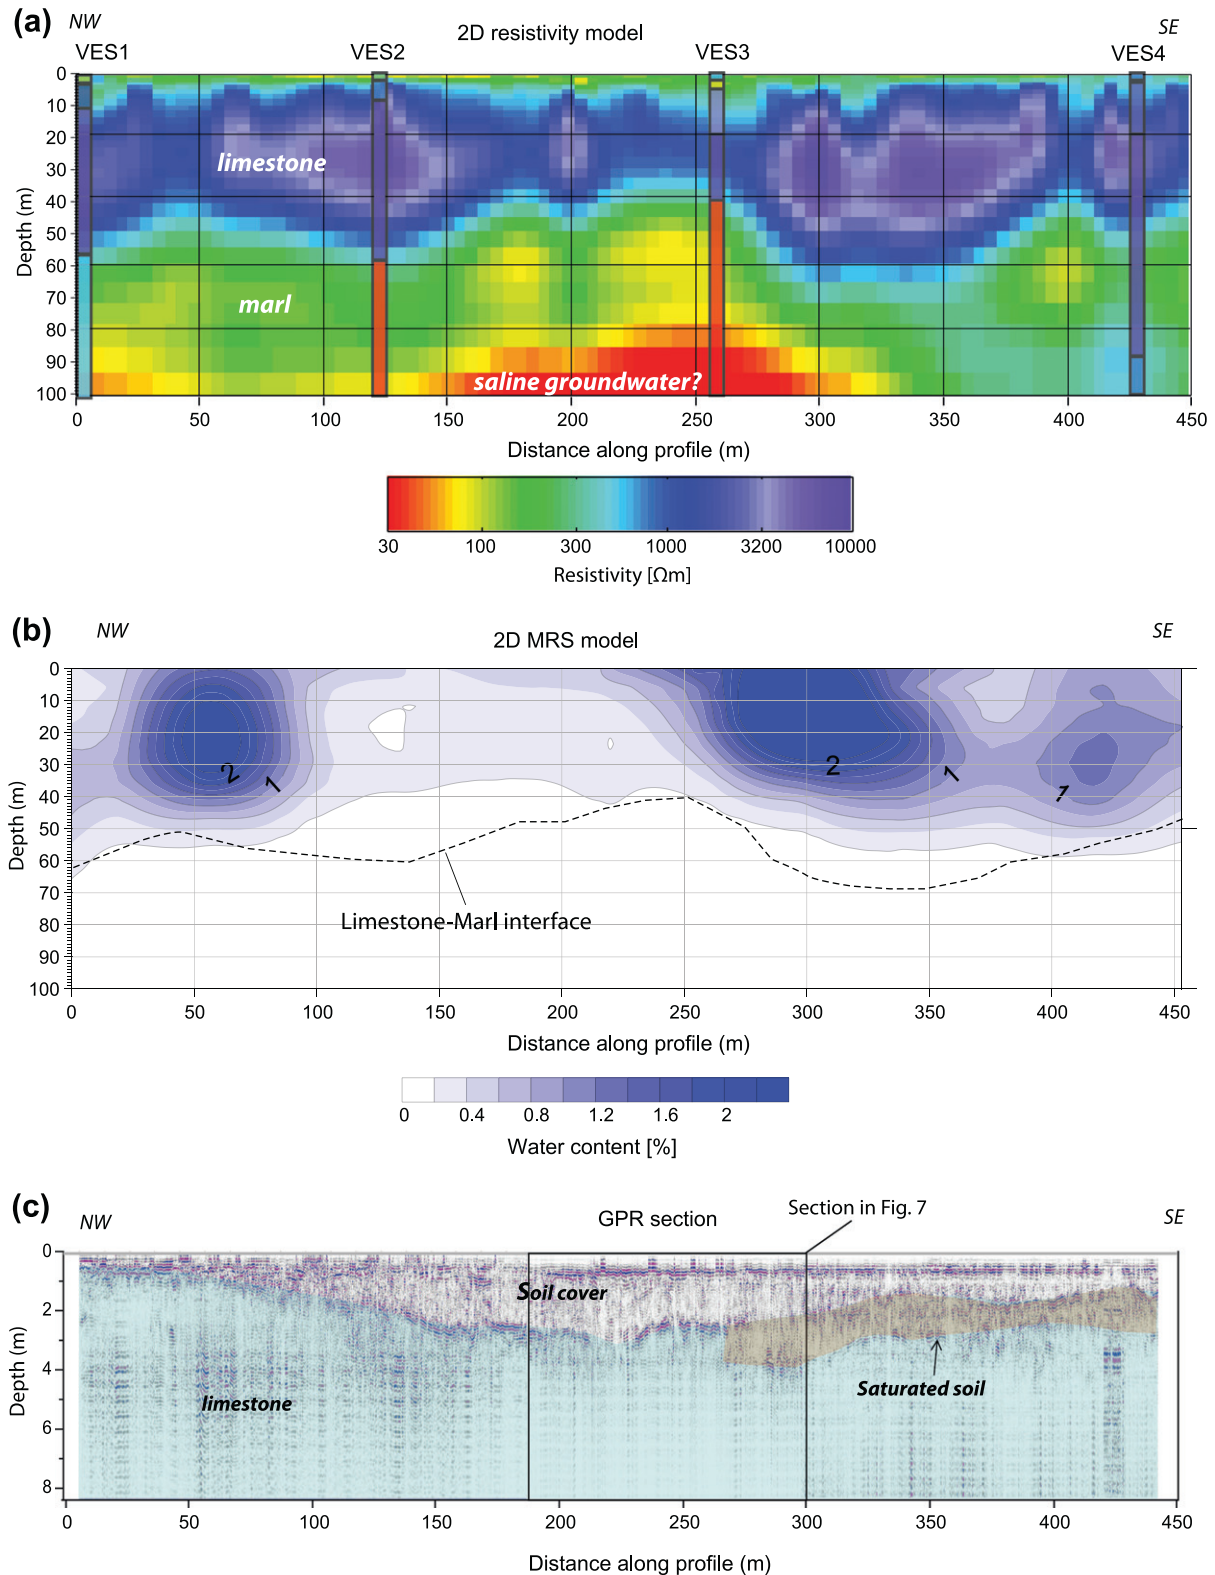 (a) NW 2D resistivity model SE
VES1 VES2 VES3 VES4
0
10
20
30
40
50
60
70
80
90
100
Depth (m)
limestone
marl
saline groundwater?
0 50 100 150 200 250 300 350 400 450
Distance along profile (m)
30 100 300 1000 3200 10000
Resistivity [Ωm]
(b) NW 2D MRS model SE
0
10
20
30
40
50
60
70
80
90
100
Depth (m)
2 1 2 1 1
Limestone-Marl interface
0 50 100 150 200 250 300 350 400 450
Distance along profile (m)
0 0.4 0.8 1.2 1.6 2
Water content [%]
(c) NW GPR section Section in Fig. 7 SE
0
2
4
6
8
Depth (m)
Soil cover
limestone
Saturated soil
0 50 100 150 200 250 300 350 400 450
Distance along profile (m)